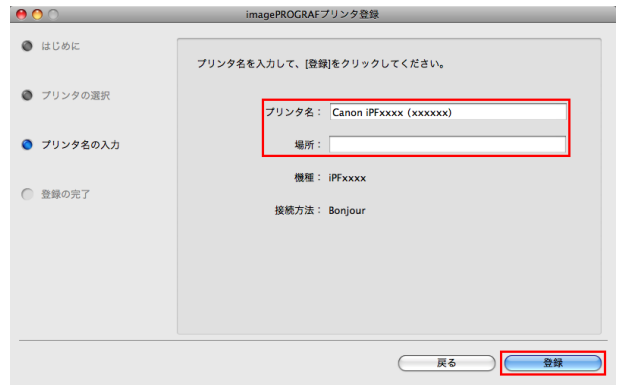 imagePROGRAFプリンタ登録
はじめに
プリンタの選択
プリンタ名の入力
登録の完了
プリンタ名を入力して、[登録]をクリックしてください。
プリンタ名： Canon iPFxxxx (xxxxxx)
場所：
機種： iPFxxxx
接続方法： Bonjour
戻る
登録